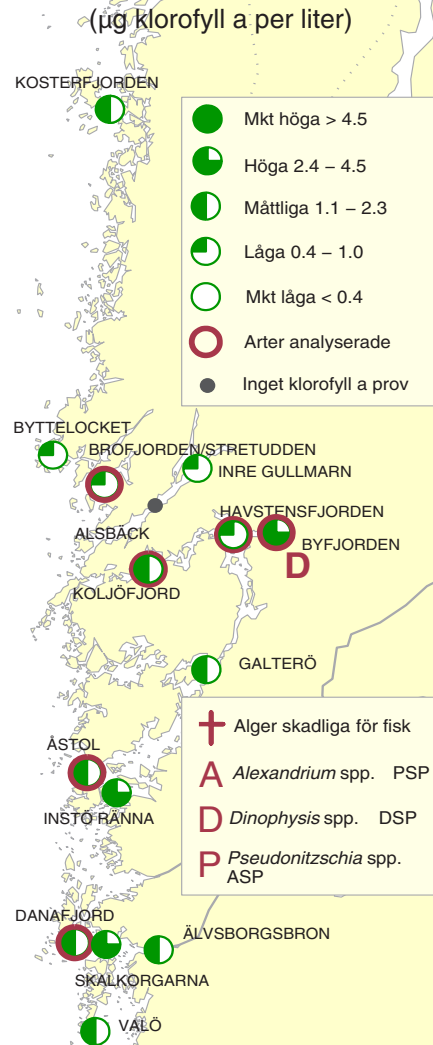 (µg klorofyll a per liter)
KOSTERFJORDEN
Mkt höga > 4.5
Höga 2.4 – 4.5
Måttliga 1.1 – 2.3
Låga 0.4 – 1.0
Mkt låga < 0.4
Arter analyserade
Inget klorofyll a prov
BYTTELOCKET
BROFJORDEN/STRETUDDEN
INRE GULLMARN
HAVSTENSFJORDEN
ALSBÄCK
BYFJORDEN
D
KOLJÖFJORD
GALTERÖ
Alger skadliga för fisk
ÅSTOL
A Alexandrium spp. PSP
INSTÖ RÄNNA
D Dinophysis spp. DSP
P Pseudonitzschia spp.
ASP
DANAFJORD
ÄLVSBORGSBRON
SKALKORGARNA
VALÖ